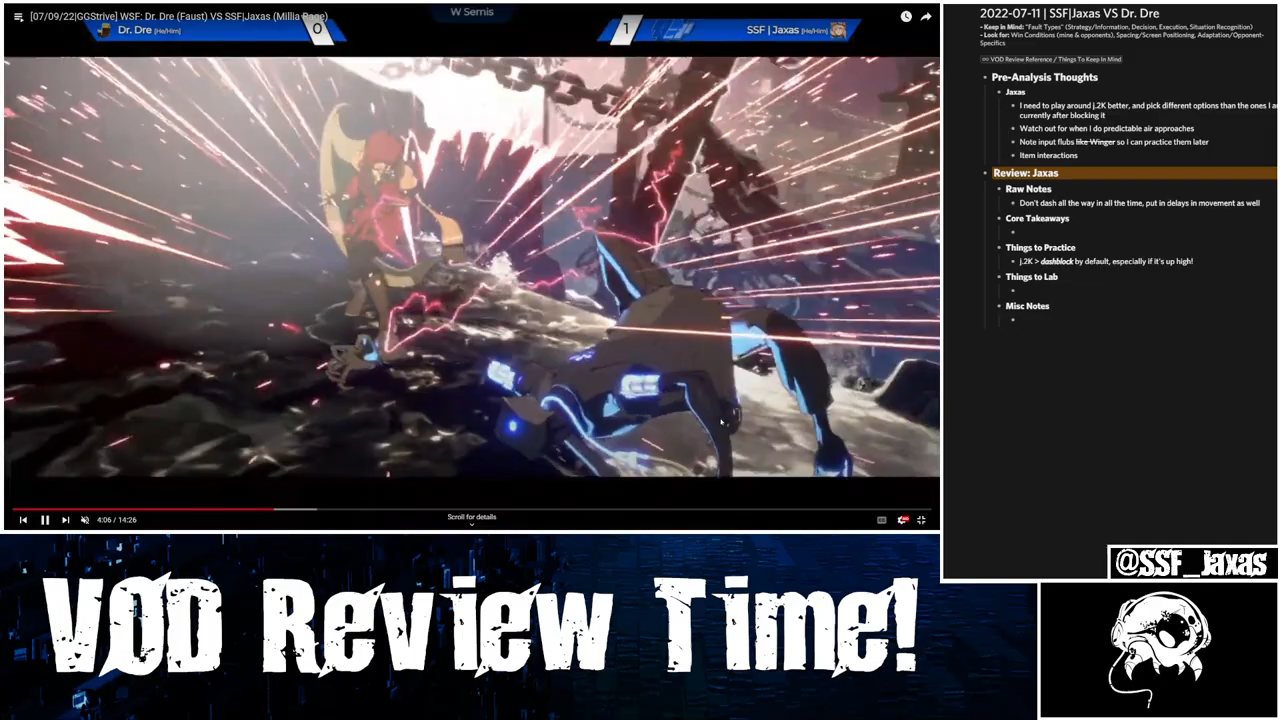 [07/09/22|GGStrive] WSF: Dr. Dre (Faust) VS SSF|Jaxas (Millia Rage)
W Semis
Dr. Dre [He/Him] 0
1 SSF | Jaxas [He/Him]
4:06 / 14:26
Scroll for details
2022-07-11 | SSF|Jaxas VS Dr. Dre
- Keep in Mind: "Fault Types" (Strategy/Information, Decision, Execution, Situation Recognition)
- Look for: Win Conditions (mine & opponents), Spacing/Screen Positioning, Adaptation/Opponent-
Specifics
VOD Review Reference / Things To Keep In Mind
Pre-Analysis Thoughts
Jaxas
I need to play around j.2K better, and pick different options than the ones I a
currently after blocking it
Watch out for when I do predictable air approaches
Note input flubs like Winger so I can practice them later
Item interactions
Review: Jaxas
Raw Notes
Don't dash all the way in all the time, put in delays in movement as well
Core Takeaways
Things to Practice
j.2K > dashblock by default, especially if it's up high!
Things to Lab
Misc Notes
@SSF_Jaxas
VOD Review Time!